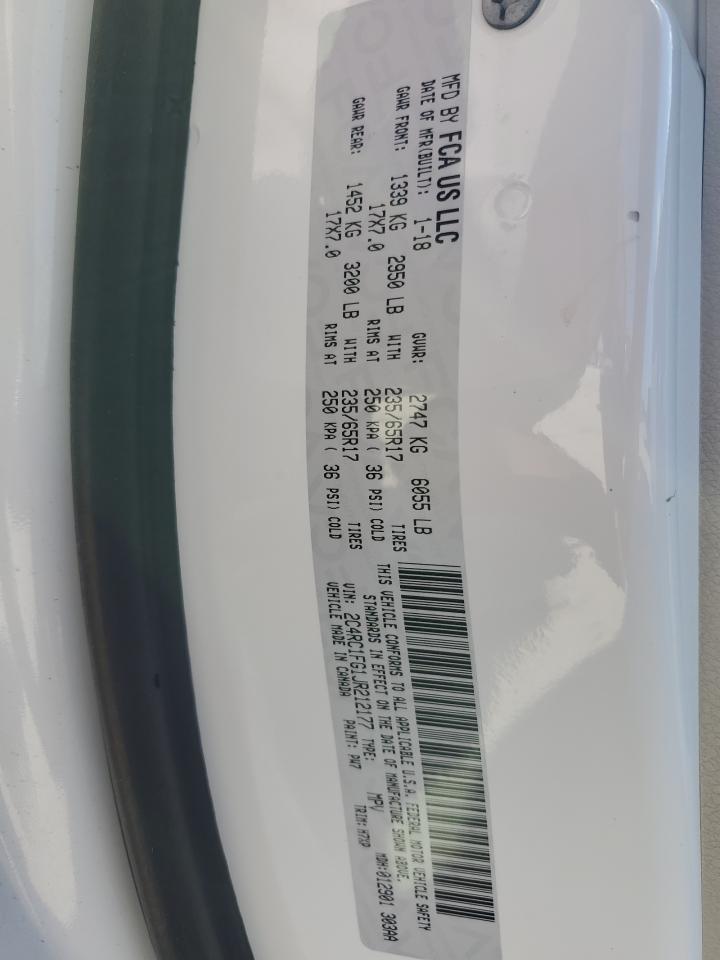 MFD BY FCA US LLC
DATE OF MFR(BUILT): 1-18 GVWR: 2747 KG 6055 LB
GAWR FRONT: 1339 KG 2950 LB WITH 235/65R17 TIRES
17X7.0 RIMS AT 250 KPA ( 36 PSI) COLD
GAWR REAR: 1452 KG 3200 LB WITH 235/65R17 TIRES
17X7.0 RIMS AT 250 KPA ( 36 PSI) COLD
THIS VEHICLE CONFORMS TO ALL APPLICABLE U.S.A. FEDERAL MOTOR VEHICLE SAFETY
STANDARDS IN EFFECT ON THE DATE OF MANUFACTURE SHOWN ABOVE.
VIN: 2C4RC1FG1JR212177 TYPE: MPV MDH:012901 303AA
VEHICLE MADE IN CANADA PAINT: PW7 TRIM: